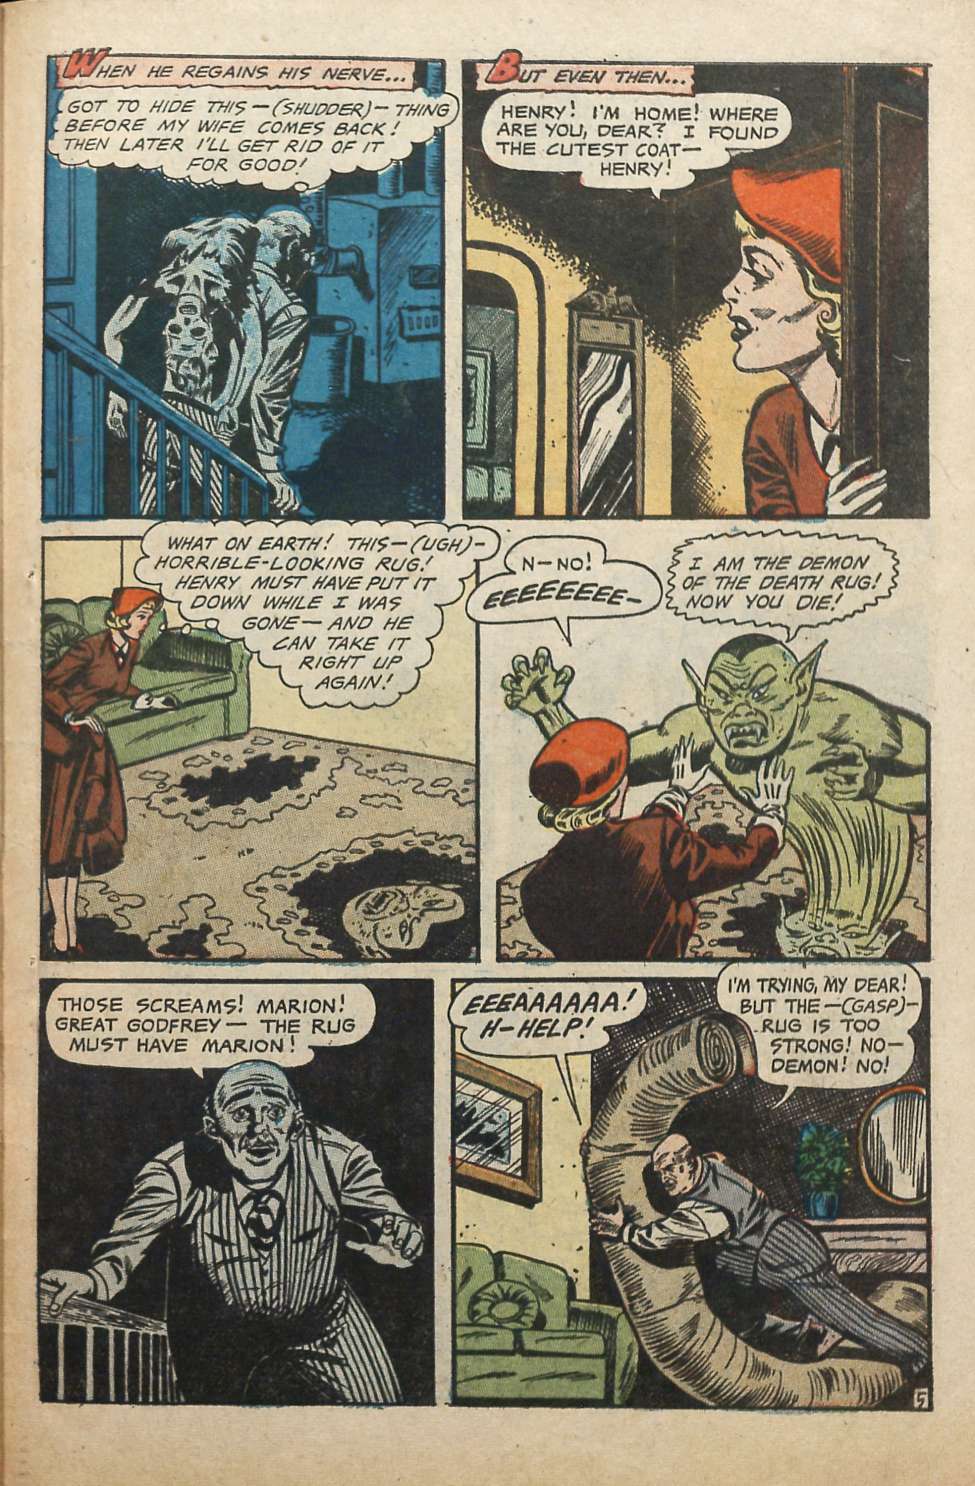 WHEN HE REGAINS HIS NERVE...
GOT TO HIDE THIS—(SHUDDER)—THING
BEFORE MY WIFE COMES BACK!
THEN LATER I'LL GET RID OF IT
FOR GOOD!
BUT EVEN THEN...
HENRY! I'M HOME! WHERE
ARE YOU, DEAR? I FOUND
THE CUTEST COAT—
HENRY!
WHAT ON EARTH! THIS—(UGH)—
HORRIBLE-LOOKING RUG!
HENRY MUST HAVE PUT IT
DOWN WHILE I WAS
GONE—AND HE
CAN TAKE IT
RIGHT UP
AGAIN!
N—NO!
EEEEEEEE—
I AM THE DEMON
OF THE DEATH RUG!
NOW YOU DIE!
THOSE SCREAMS! MARION!
GREAT GODFREY—THE RUG
MUST HAVE MARION!
EEEAAAAAA!
H-HELP!
I'M TRYING, MY DEAR!
BUT THE—(GASP)—
RUG IS TOO
STRONG! NO—
DEMON! NO!
5